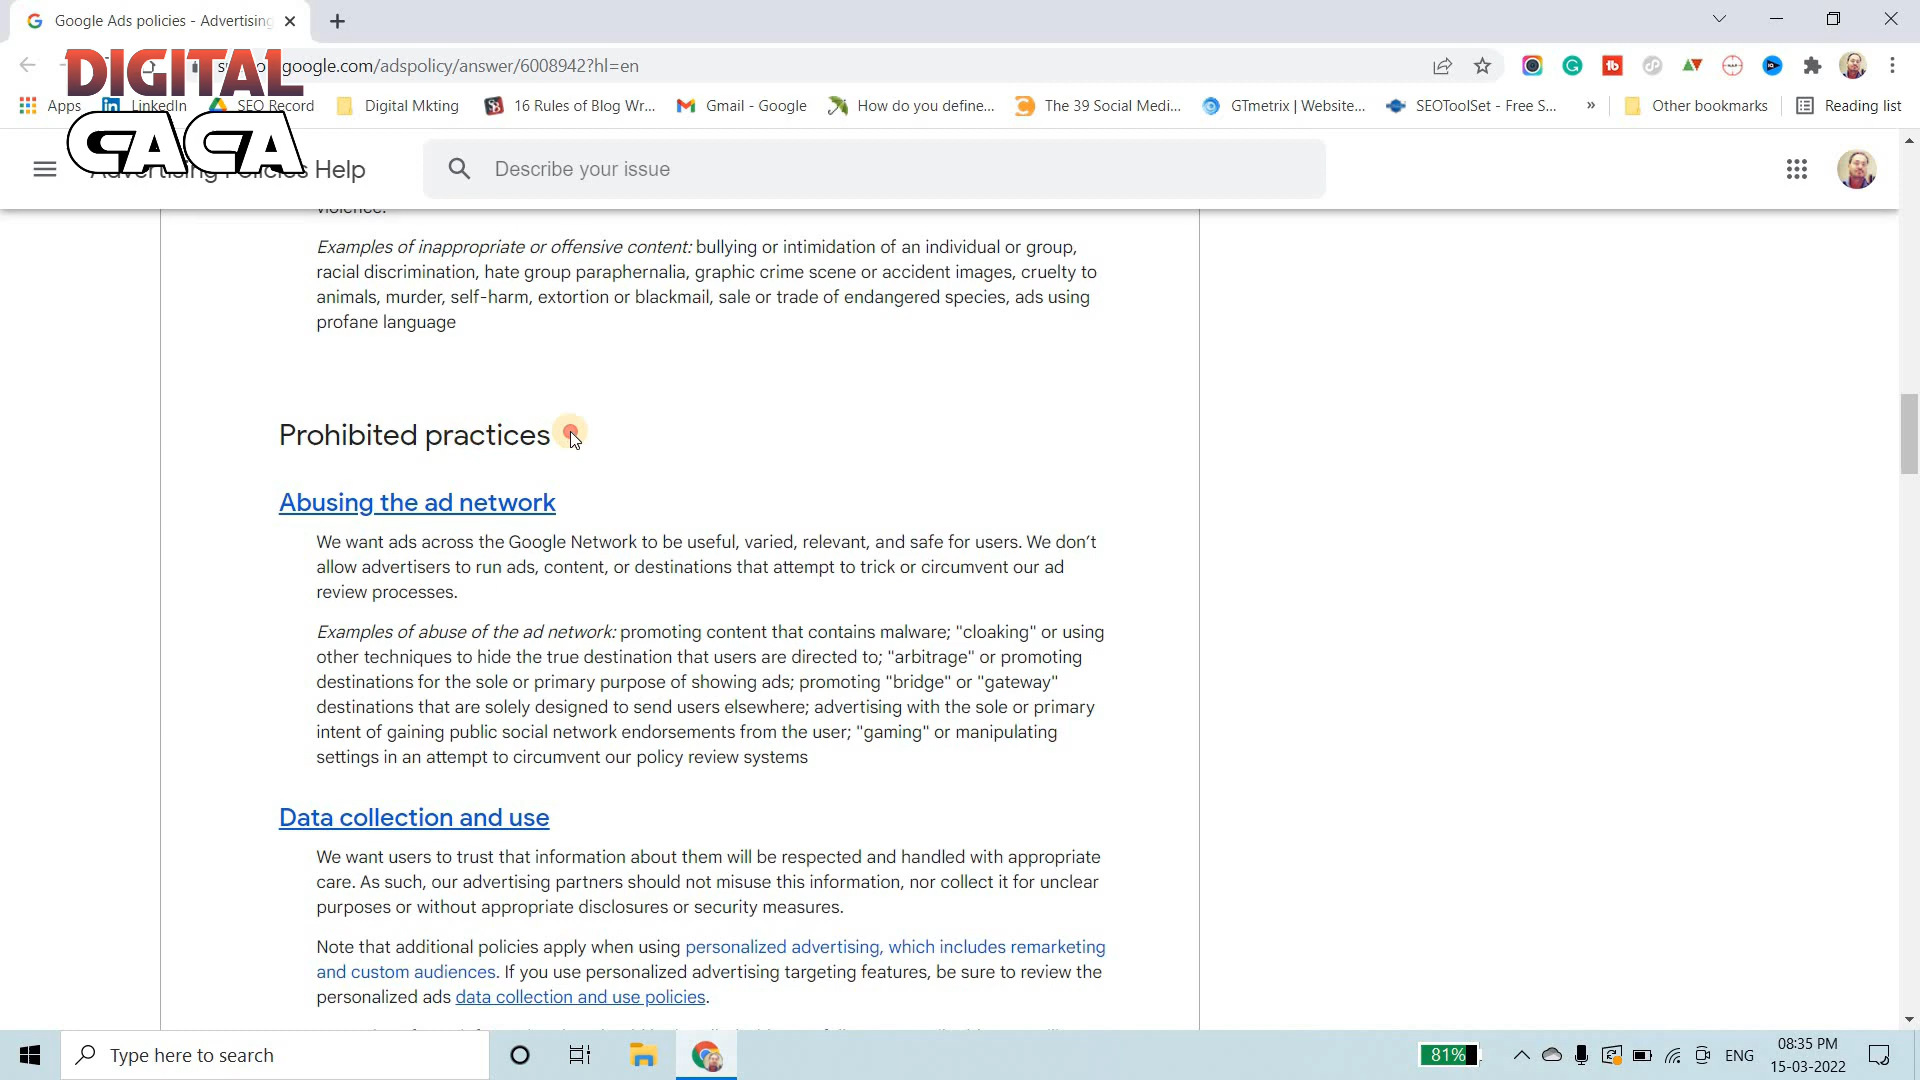 Google Ads policies - Advertising
DIGITAL
CACA
google.com/adspolicy/answer/6008942?hl=en
Apps
LinkedIn
SEO Record
Digital Mkting
16 Rules of Blog Wr...
Gmail - Google
How do you define...
The 39 Social Medi...
GTmetrix | Website...
SEOToolSet - Free S...
»
Other bookmarks
Reading list
Advertising Policies Help
Describe your issue
violence.
Examples of inappropriate or offensive content: bullying or intimidation of an individual or group,
racial discrimination, hate group paraphernalia, graphic crime scene or accident images, cruelty to
animals, murder, self-harm, extortion or blackmail, sale or trade of endangered species, ads using
profane language
Prohibited practices
Abusing the ad network
We want ads across the Google Network to be useful, varied, relevant, and safe for users. We don’t
allow advertisers to run ads, content, or destinations that attempt to trick or circumvent our ad
review processes.
Examples of abuse of the ad network: promoting content that contains malware; "cloaking" or using
other techniques to hide the true destination that users are directed to; "arbitrage" or promoting
destinations for the sole or primary purpose of showing ads; promoting "bridge" or "gateway"
destinations that are solely designed to send users elsewhere; advertising with the sole or primary
intent of gaining public social network endorsements from the user; "gaming" or manipulating
settings in an attempt to circumvent our policy review systems
Data collection and use
We want users to trust that information about them will be respected and handled with appropriate
care. As such, our advertising partners should not misuse this information, nor collect it for unclear
purposes or without appropriate disclosures or security measures.
Note that additional policies apply when using personalized advertising, which includes remarketing
and custom audiences. If you use personalized advertising targeting features, be sure to review the
personalized ads data collection and use policies.
Type here to search
81%
ENG
08:35 PM
15-03-2022